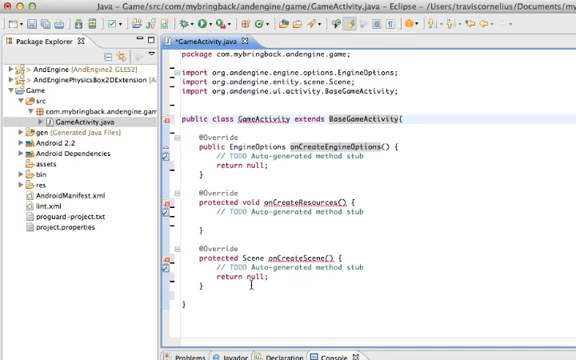 Java - Game/src/com/mybringback/andengine/game/GameActivity.java - Eclipse - /Users/traviscornelius/Documents/m
Package Explorer
*GameActivity.java
AndEngine (AndEngine2 GLES2)
AndEnginePhysicsBox2DExtension
Game
src
com.mybringback.andengine.gam
GameActivity.java
gen [Generated Java Files]
Android 2.2
Android Dependencies
assets
bin
res
AndroidManifest.xml
lint.xml
proguard-project.txt
project.properties
package com.mybringback.andengine.game;
import org.andengine.engine.options.EngineOptions;
import org.andengine.entity.scene.Scene;
import org.andengine.ui.activity.BaseGameActivity;
public class GameActivity extends BaseGameActivity{
@Override
public EngineOptions onCreateEngineOptions() {
// TODO Auto-generated method stub
return null;
}
@Override
protected void onCreateResources() {
// TODO Auto-generated method stub
}
@Override
protected Scene onCreateScene() {
// TODO Auto-generated method stub
return null;
}
}
Problems
Javadoc
Declaration
Console